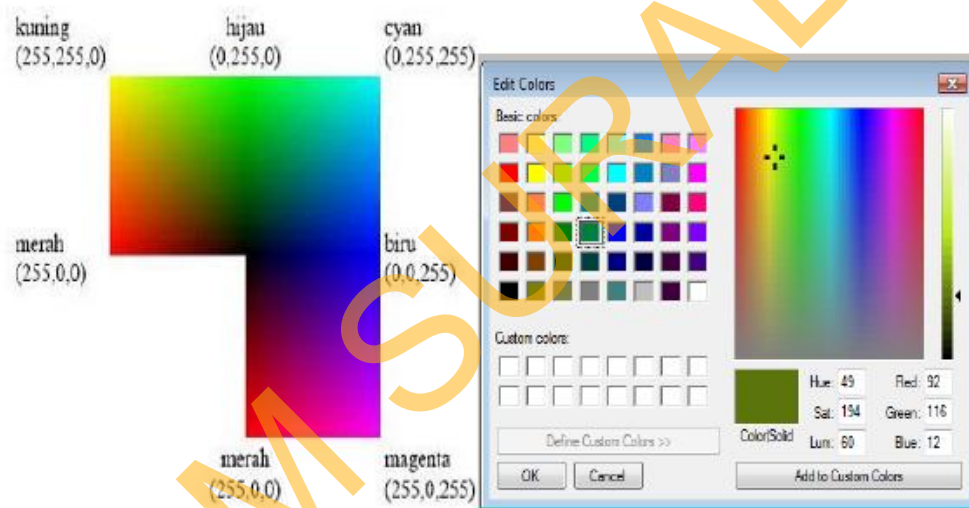 kuning
(255,255,0)
hijau
(0,255,0)
cyan
(0,255,255)
merah
(255,0,0)
biru
(0,0,255)
merah
(255,0,0)
magenta
(255,0,255)
Edit Colors
Basic colors:
Custom colors:
Define Custom Colors >>
OK
Cancel
Color|Solid
Hue: 49
Sat: 194
Lum: 60
Red: 92
Green: 116
Blue: 12
Add to Custom Colors
M SURA